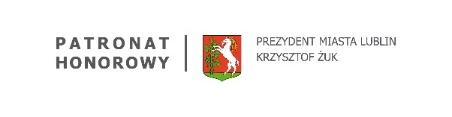 PATRONAT
HONOROWY
PREZYDENT MIASTA LUBLIN
KRZYSZTOF ŻUK